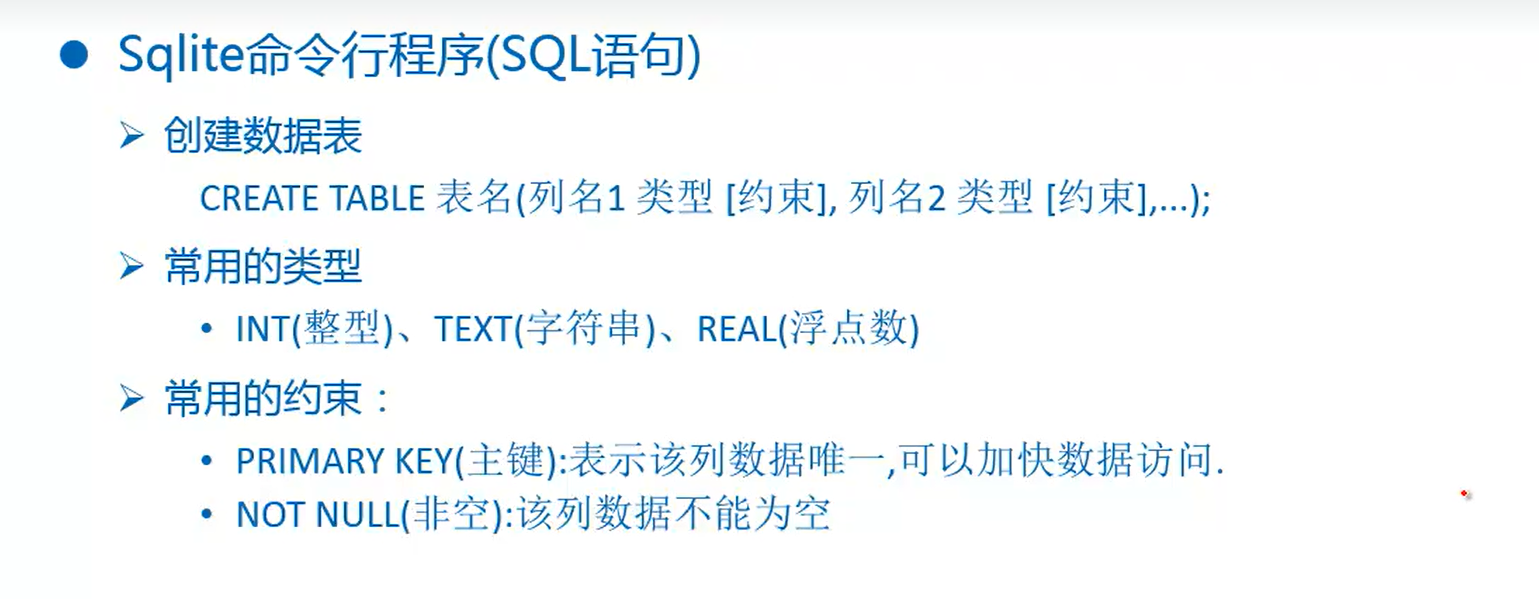 Sqlite命令行程序(SQL语句)
创建数据表
CREATE TABLE 表名(列名1 类型 [约束], 列名2 类型 [约束],...);
常用的类型
INT(整型)、TEXT(字符串)、REAL(浮点数)
常用的约束：
PRIMARY KEY(主键):表示该列数据唯一,可以加快数据访问.
NOT NULL(非空):该列数据不能为空